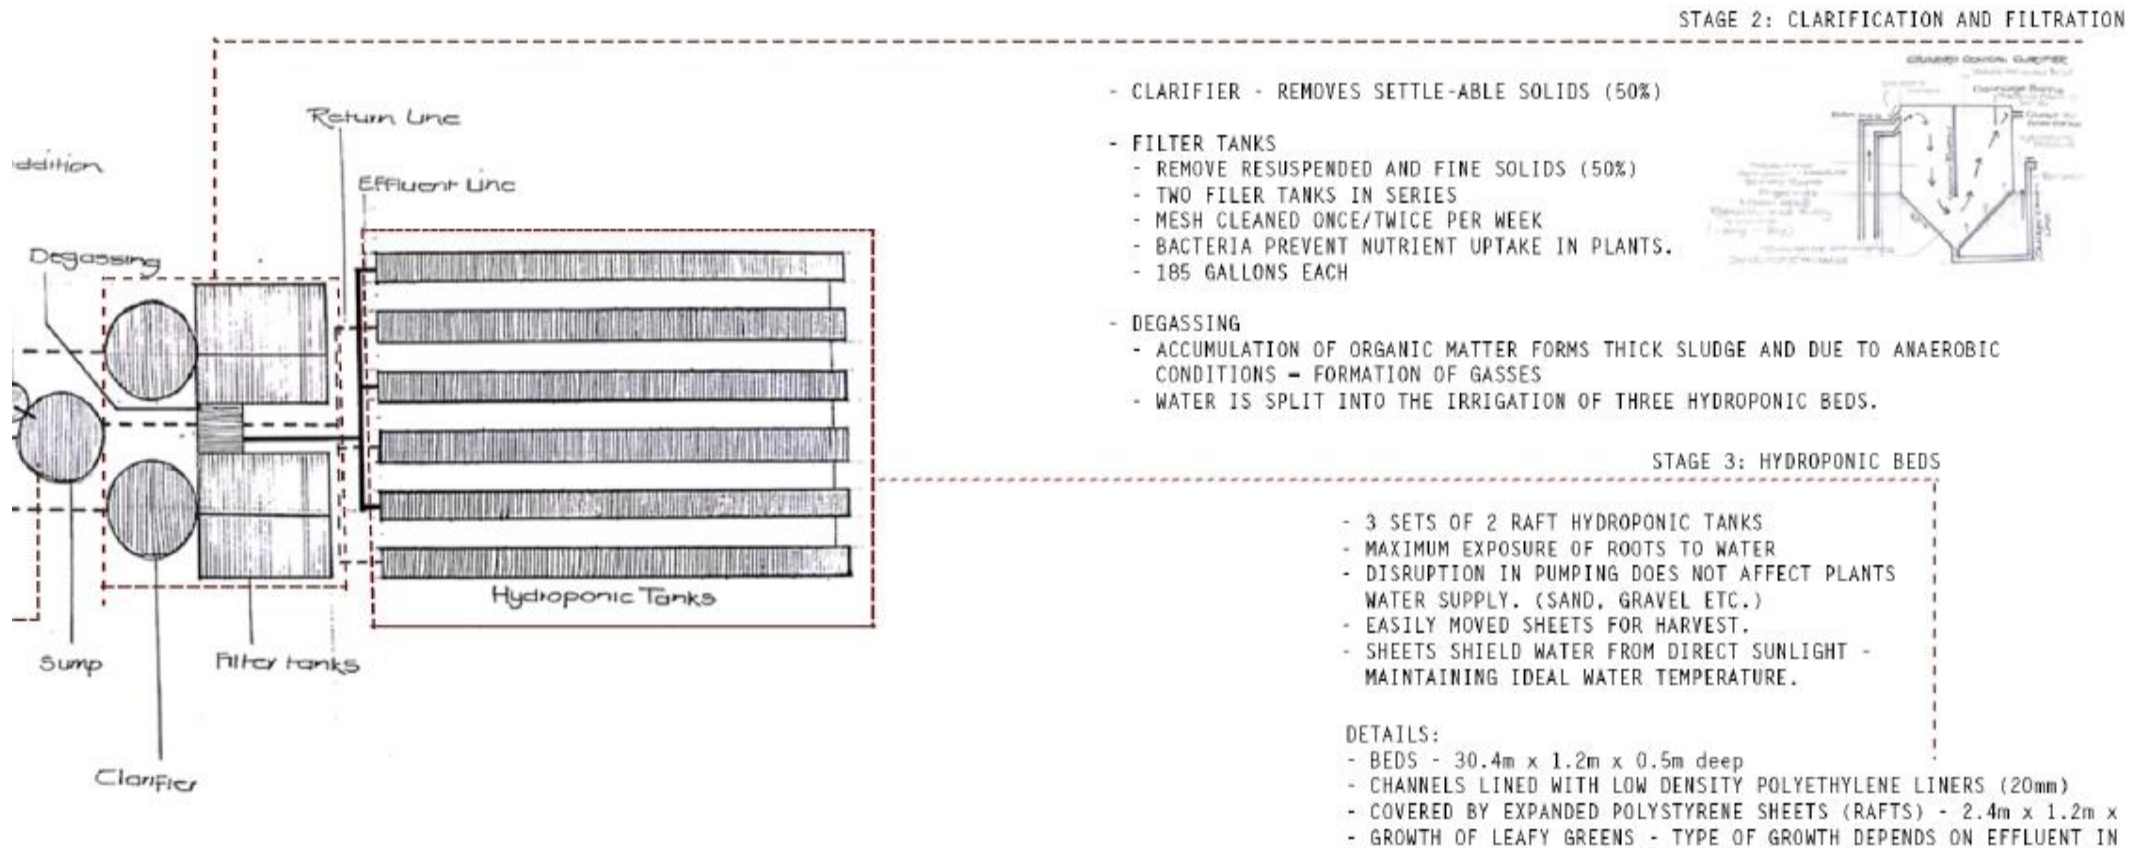 STAGE 2: CLARIFICATION AND FILTRATION
- CLARIFIER - REMOVES SETTLE-ABLE SOLIDS (50%)
- FILTER TANKS
- REMOVE RESUSPENDED AND FINE SOLIDS (50%)
- TWO FILER TANKS IN SERIES
- MESH CLEANED ONCE/TWICE PER WEEK
- BACTERIA PREVENT NUTRIENT UPTAKE IN PLANTS.
- 185 GALLONS EACH
- DEGASSING
- ACCUMULATION OF ORGANIC MATTER FORMS THICK SLUDGE AND DUE TO ANAEROBIC
CONDITIONS – FORMATION OF GASSES
- WATER IS SPLIT INTO THE IRRIGATION OF THREE HYDROPONIC BEDS.
Return Line
ddition
Effluent Line
Degassing
Hydroponic Tanks
Sump
Filter tanks
Clarifier
STAGE 3: HYDROPONIC BEDS
- 3 SETS OF 2 RAFT HYDROPONIC TANKS
- MAXIMUM EXPOSURE OF ROOTS TO WATER
- DISRUPTION IN PUMPING DOES NOT AFFECT PLANTS
WATER SUPPLY. (SAND, GRAVEL ETC.)
- EASILY MOVED SHEETS FOR HARVEST.
- SHEETS SHIELD WATER FROM DIRECT SUNLIGHT -
MAINTAINING IDEAL WATER TEMPERATURE.
DETAILS:
- BEDS - 30.4m x 1.2m x 0.5m deep
- CHANNELS LINED WITH LOW DENSITY POLYETHYLENE LINERS (20mm)
- COVERED BY EXPANDED POLYSTYRENE SHEETS (RAFTS) - 2.4m x 1.2m x
- GROWTH OF LEAFY GREENS - TYPE OF GROWTH DEPENDS ON EFFLUENT IN